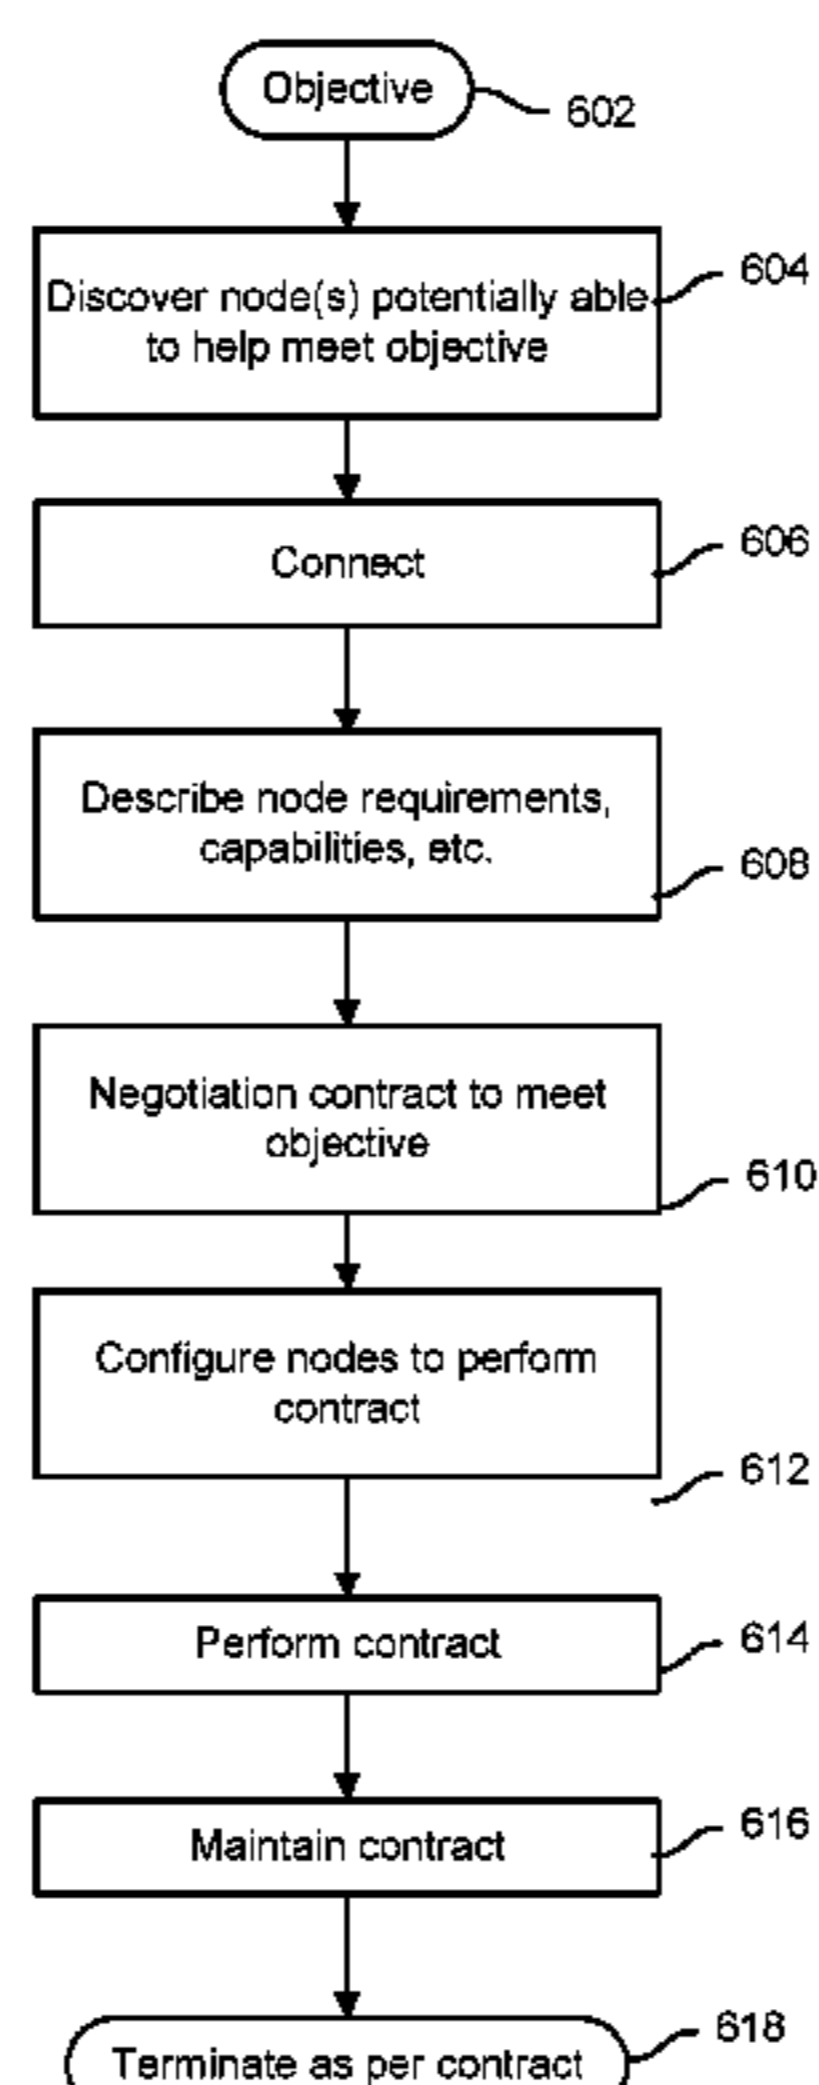 Objective
602
Discover node(s) potentially able
to help meet objective
604
Connect
606
Describe node requirements,
capabilities, etc.
608
Negotiation contract to meet
objective
610
Configure nodes to perform
contract
612
Perform contract
614
Maintain contract
616
Terminate as per contract
618